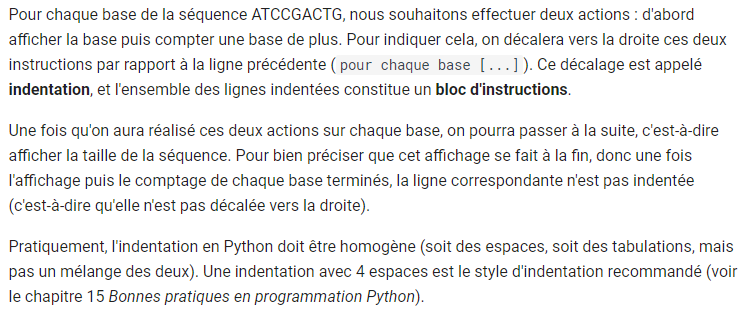 Pour chaque base de la séquence ATCCGACTG, nous souhaitons effectuer deux actions : d'abord
afficher la base puis compter une base de plus. Pour indiquer cela, on décalera vers la droite ces deux
instructions par rapport à la ligne précédente ( pour chaque base [...] ). Ce décalage est appelé
indentation, et l'ensemble des lignes indentées constitue un bloc d'instructions.
Une fois qu'on aura réalisé ces deux actions sur chaque base, on pourra passer à la suite, c'est-à-dire
afficher la taille de la séquence. Pour bien préciser que cet affichage se fait à la fin, donc une fois
l'affichage puis le comptage de chaque base terminés, la ligne correspondante n'est pas indentée
(c'est-à-dire qu'elle n'est pas décalée vers la droite).
Pratiquement, l'indentation en Python doit être homogène (soit des espaces, soit des tabulations, mais
pas un mélange des deux). Une indentation avec 4 espaces est le style d'indentation recommandé (voir
le chapitre 15 Bonnes pratiques en programmation Python).